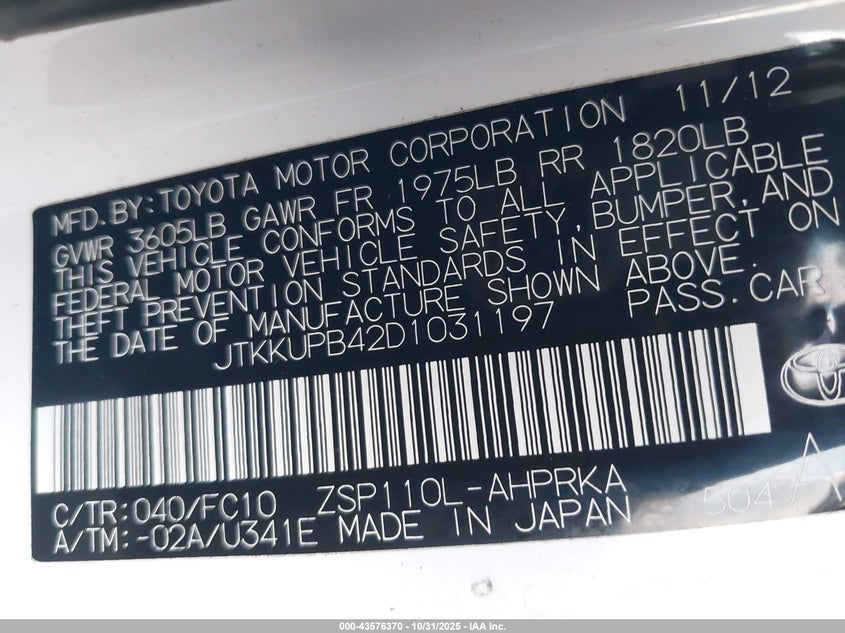 MFD.BY:TOYOTA MOTOR CORPORATION 11/12
GVWR 3605LB GAWR FR 1975LB RR 1820LB
THIS VEHICLE CONFORMS TO ALL APPLICABLE
FEDERAL MOTOR VEHICLE SAFETY,BUMPER,AND
THEFT PREVENTION STANDARDS IN EFFECT ON
THE DATE OF MANUFACTURE SHOWN ABOVE.
JTKKUPB42D1031197 PASS.CAR
C/TR:040/FC10 ZSP110L-AHPRKA 504 A
A/TM:-02A/U341E MADE IN JAPAN
000-43576370 - 10/31/2025 - IAA Inc.